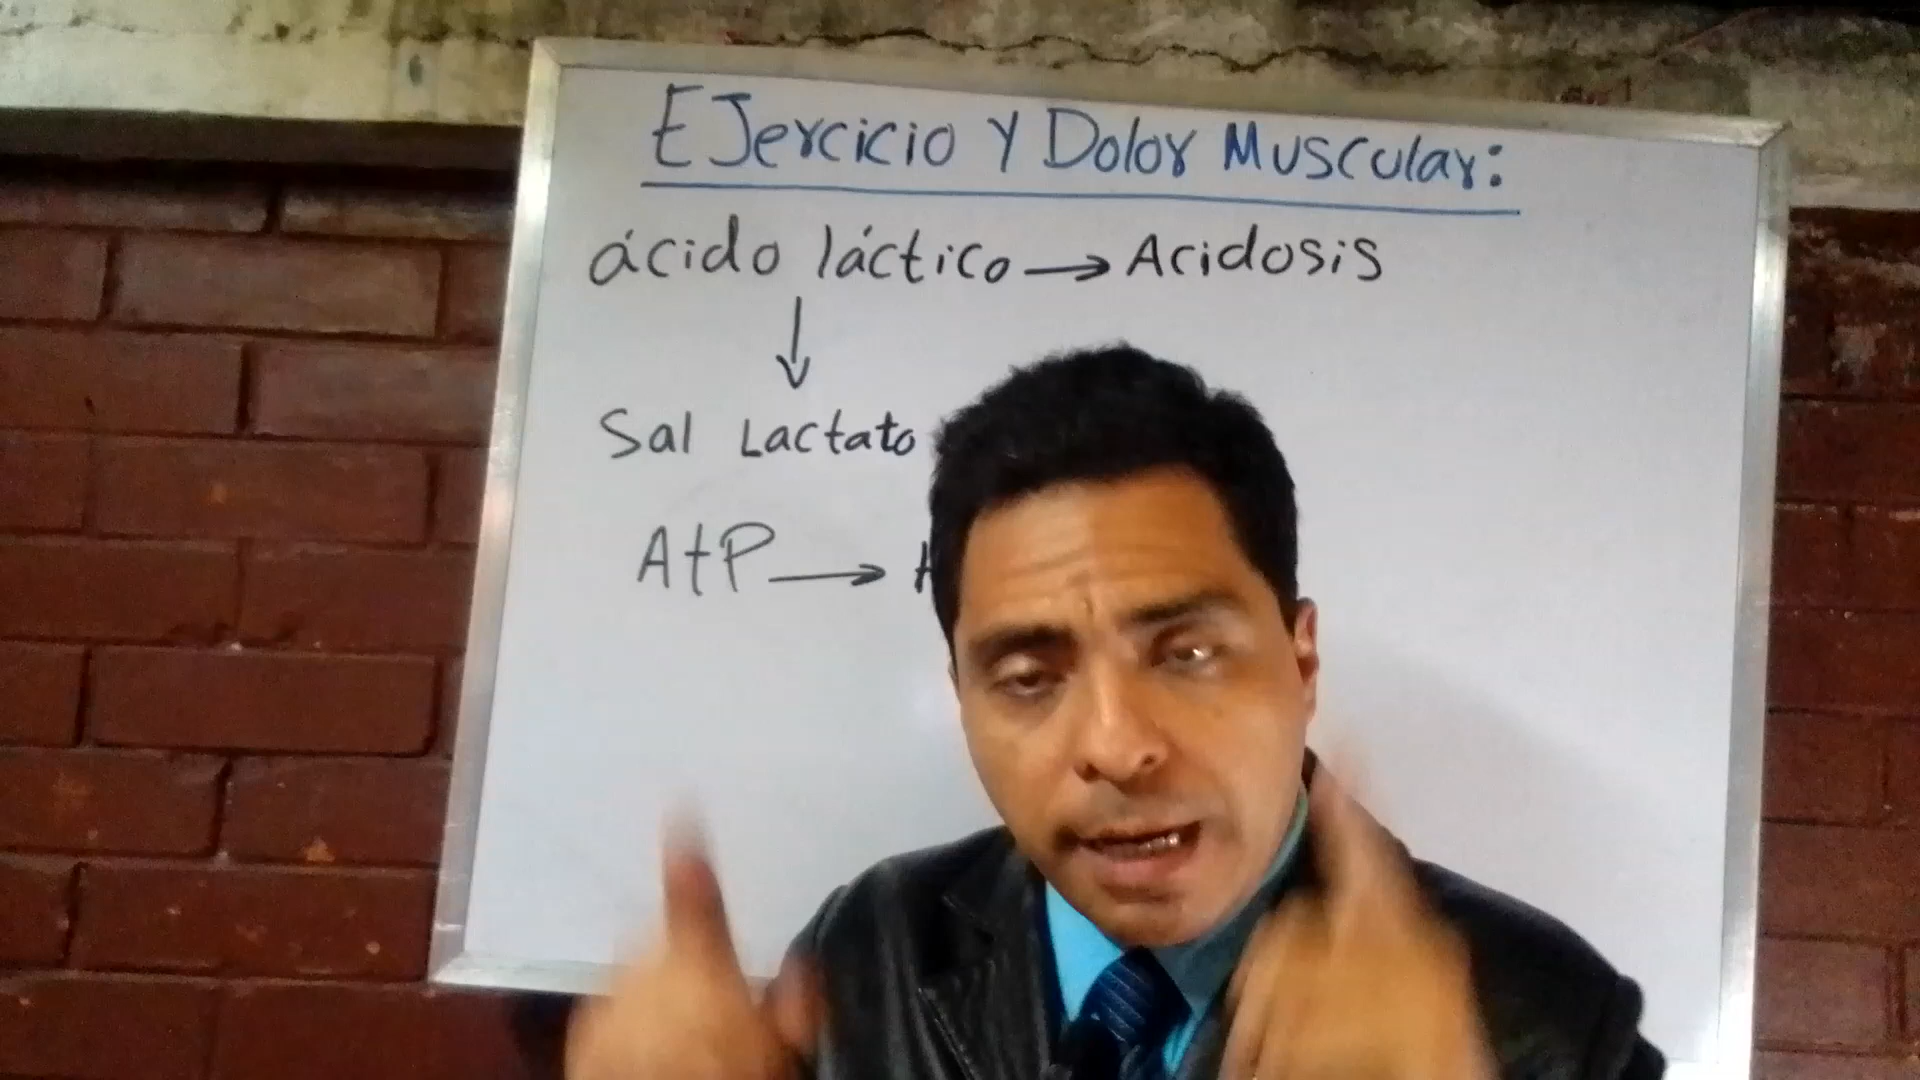 EJercicio Y Dolor Muscular:
ácido láctico → Acidosis
↓
Sal Lactato
AtP →